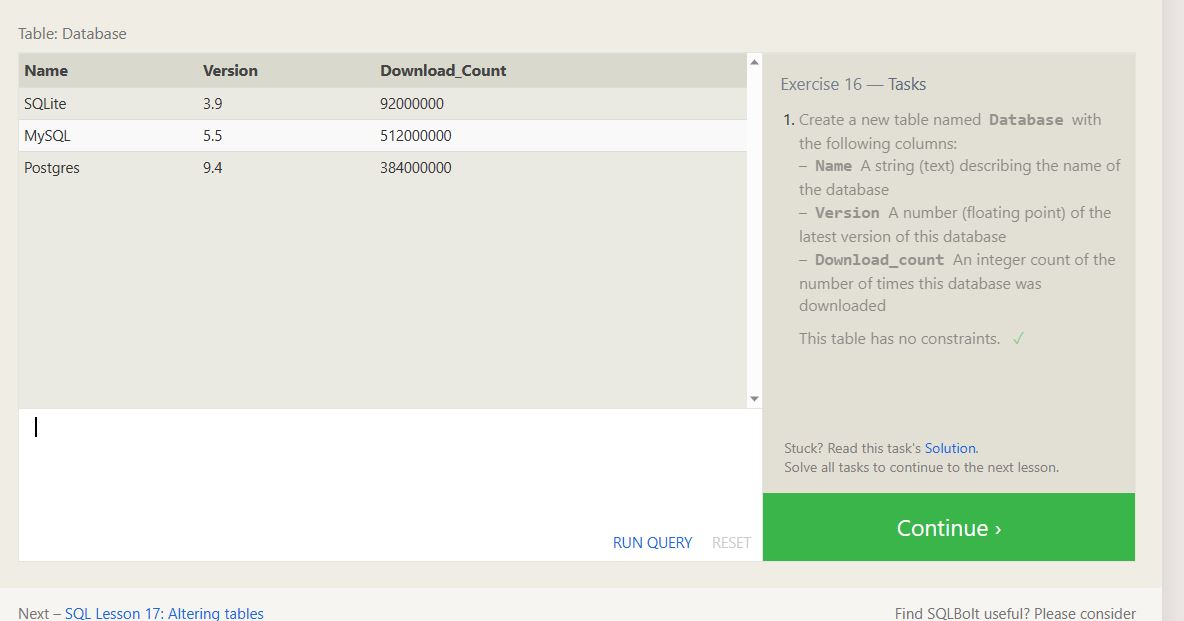 Table: Database
Name Version Download_Count
SQLite 3.9 92000000
MySQL 5.5 512000000
Postgres 9.4 384000000
Exercise 16 — Tasks
1. Create a new table named Database with
the following columns:
– Name A string (text) describing the name of
the database
– Version A number (floating point) of the
latest version of this database
– Download_count An integer count of the
number of times this database was
downloaded
This table has no constraints. ✓
Stuck? Read this task's Solution.
Solve all tasks to continue to the next lesson.
RUN QUERY RESET
Continue ›
Next – SQL Lesson 17: Altering tables
Find SQLBolt useful? Please consider